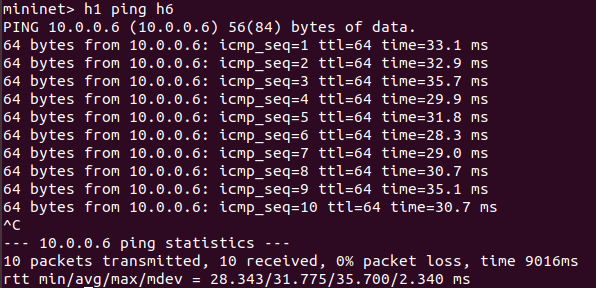 mininet> h1 ping h6
PING 10.0.0.6 (10.0.0.6) 56(84) bytes of data.
64 bytes from 10.0.0.6: icmp_seq=1 ttl=64 time=33.1 ms
64 bytes from 10.0.0.6: icmp_seq=2 ttl=64 time=32.9 ms
64 bytes from 10.0.0.6: icmp_seq=3 ttl=64 time=35.7 ms
64 bytes from 10.0.0.6: icmp_seq=4 ttl=64 time=29.9 ms
64 bytes from 10.0.0.6: icmp_seq=5 ttl=64 time=31.8 ms
64 bytes from 10.0.0.6: icmp_seq=6 ttl=64 time=28.3 ms
64 bytes from 10.0.0.6: icmp_seq=7 ttl=64 time=29.0 ms
64 bytes from 10.0.0.6: icmp_seq=8 ttl=64 time=30.7 ms
64 bytes from 10.0.0.6: icmp_seq=9 ttl=64 time=35.1 ms
64 bytes from 10.0.0.6: icmp_seq=10 ttl=64 time=30.7 ms
^C
--- 10.0.0.6 ping statistics ---
10 packets transmitted, 10 received, 0% packet loss, time 9016ms
rtt min/avg/max/mdev = 28.343/31.775/35.700/2.340 ms